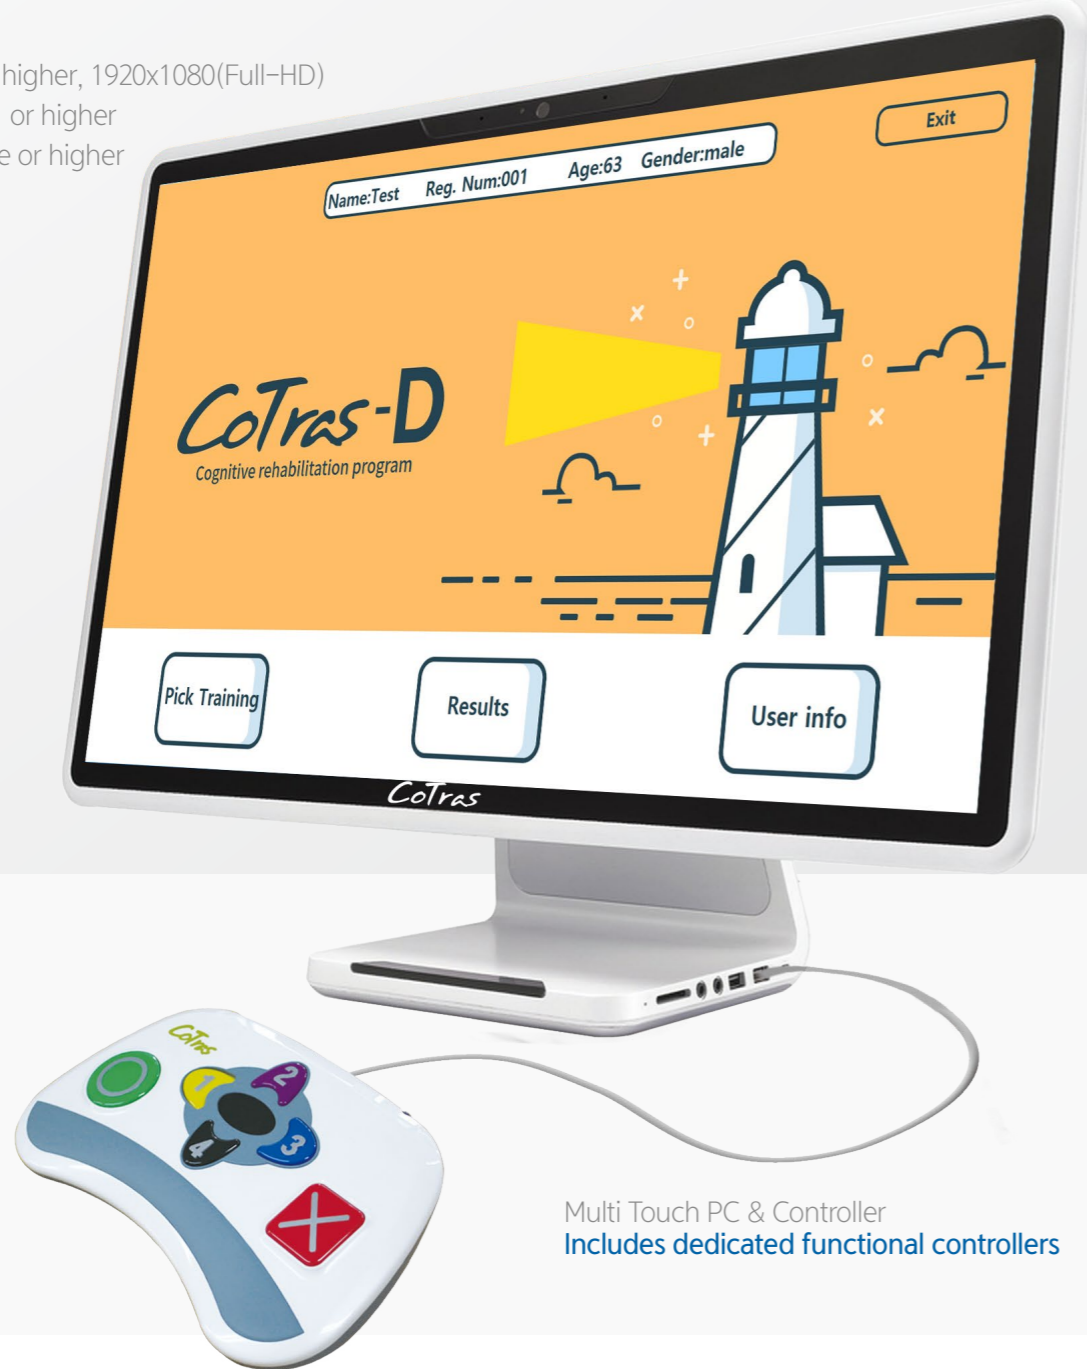 higher, 1920x1080(Full-HD)
or higher
e or higher
Exit
Name:Test Reg. Num:001 Age:63 Gender:male
CoTras-D
Cognitive rehabilitation program
Pick Training
Results
User info
CoTras
CoTras
1
2
4
3
Multi Touch PC & Controller
Includes dedicated functional controllers